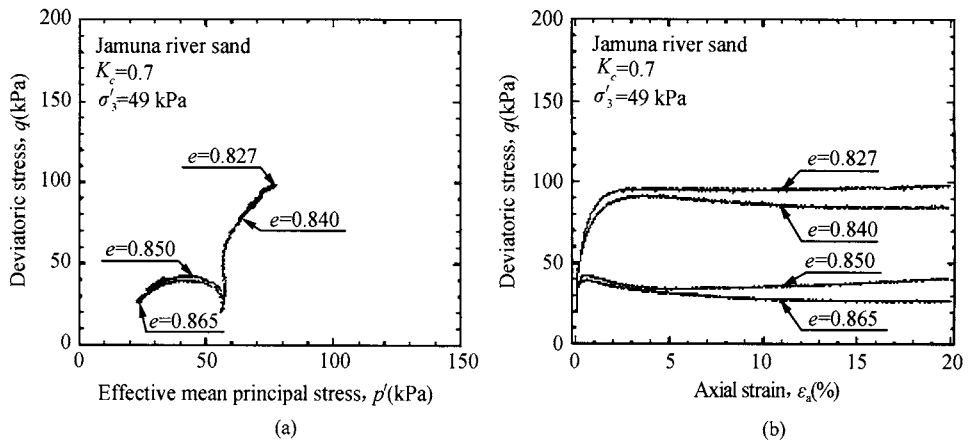 200
150
100
50
0
Deviatoric stress, q(kPa)
Jamuna river sand
K_c=0.7
σ′_3=49 kPa
e=0.827
e=0.840
e=0.850
e=0.865
0
50
100
150
Effective mean principal stress, p′(kPa)
(a)
200
150
100
50
0
Deviatoric stress, q(kPa)
Jamuna river sand
K_c=0.7
σ′_3=49 kPa
e=0.827
e=0.840
e=0.850
e=0.865
0
5
10
15
20
Axial strain, ε_a(%)
(b)